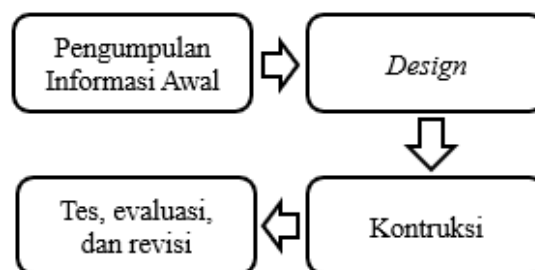 Pengumpulan
Informasi Awal
Design
Kontruksi
Tes, evaluasi,
dan revisi